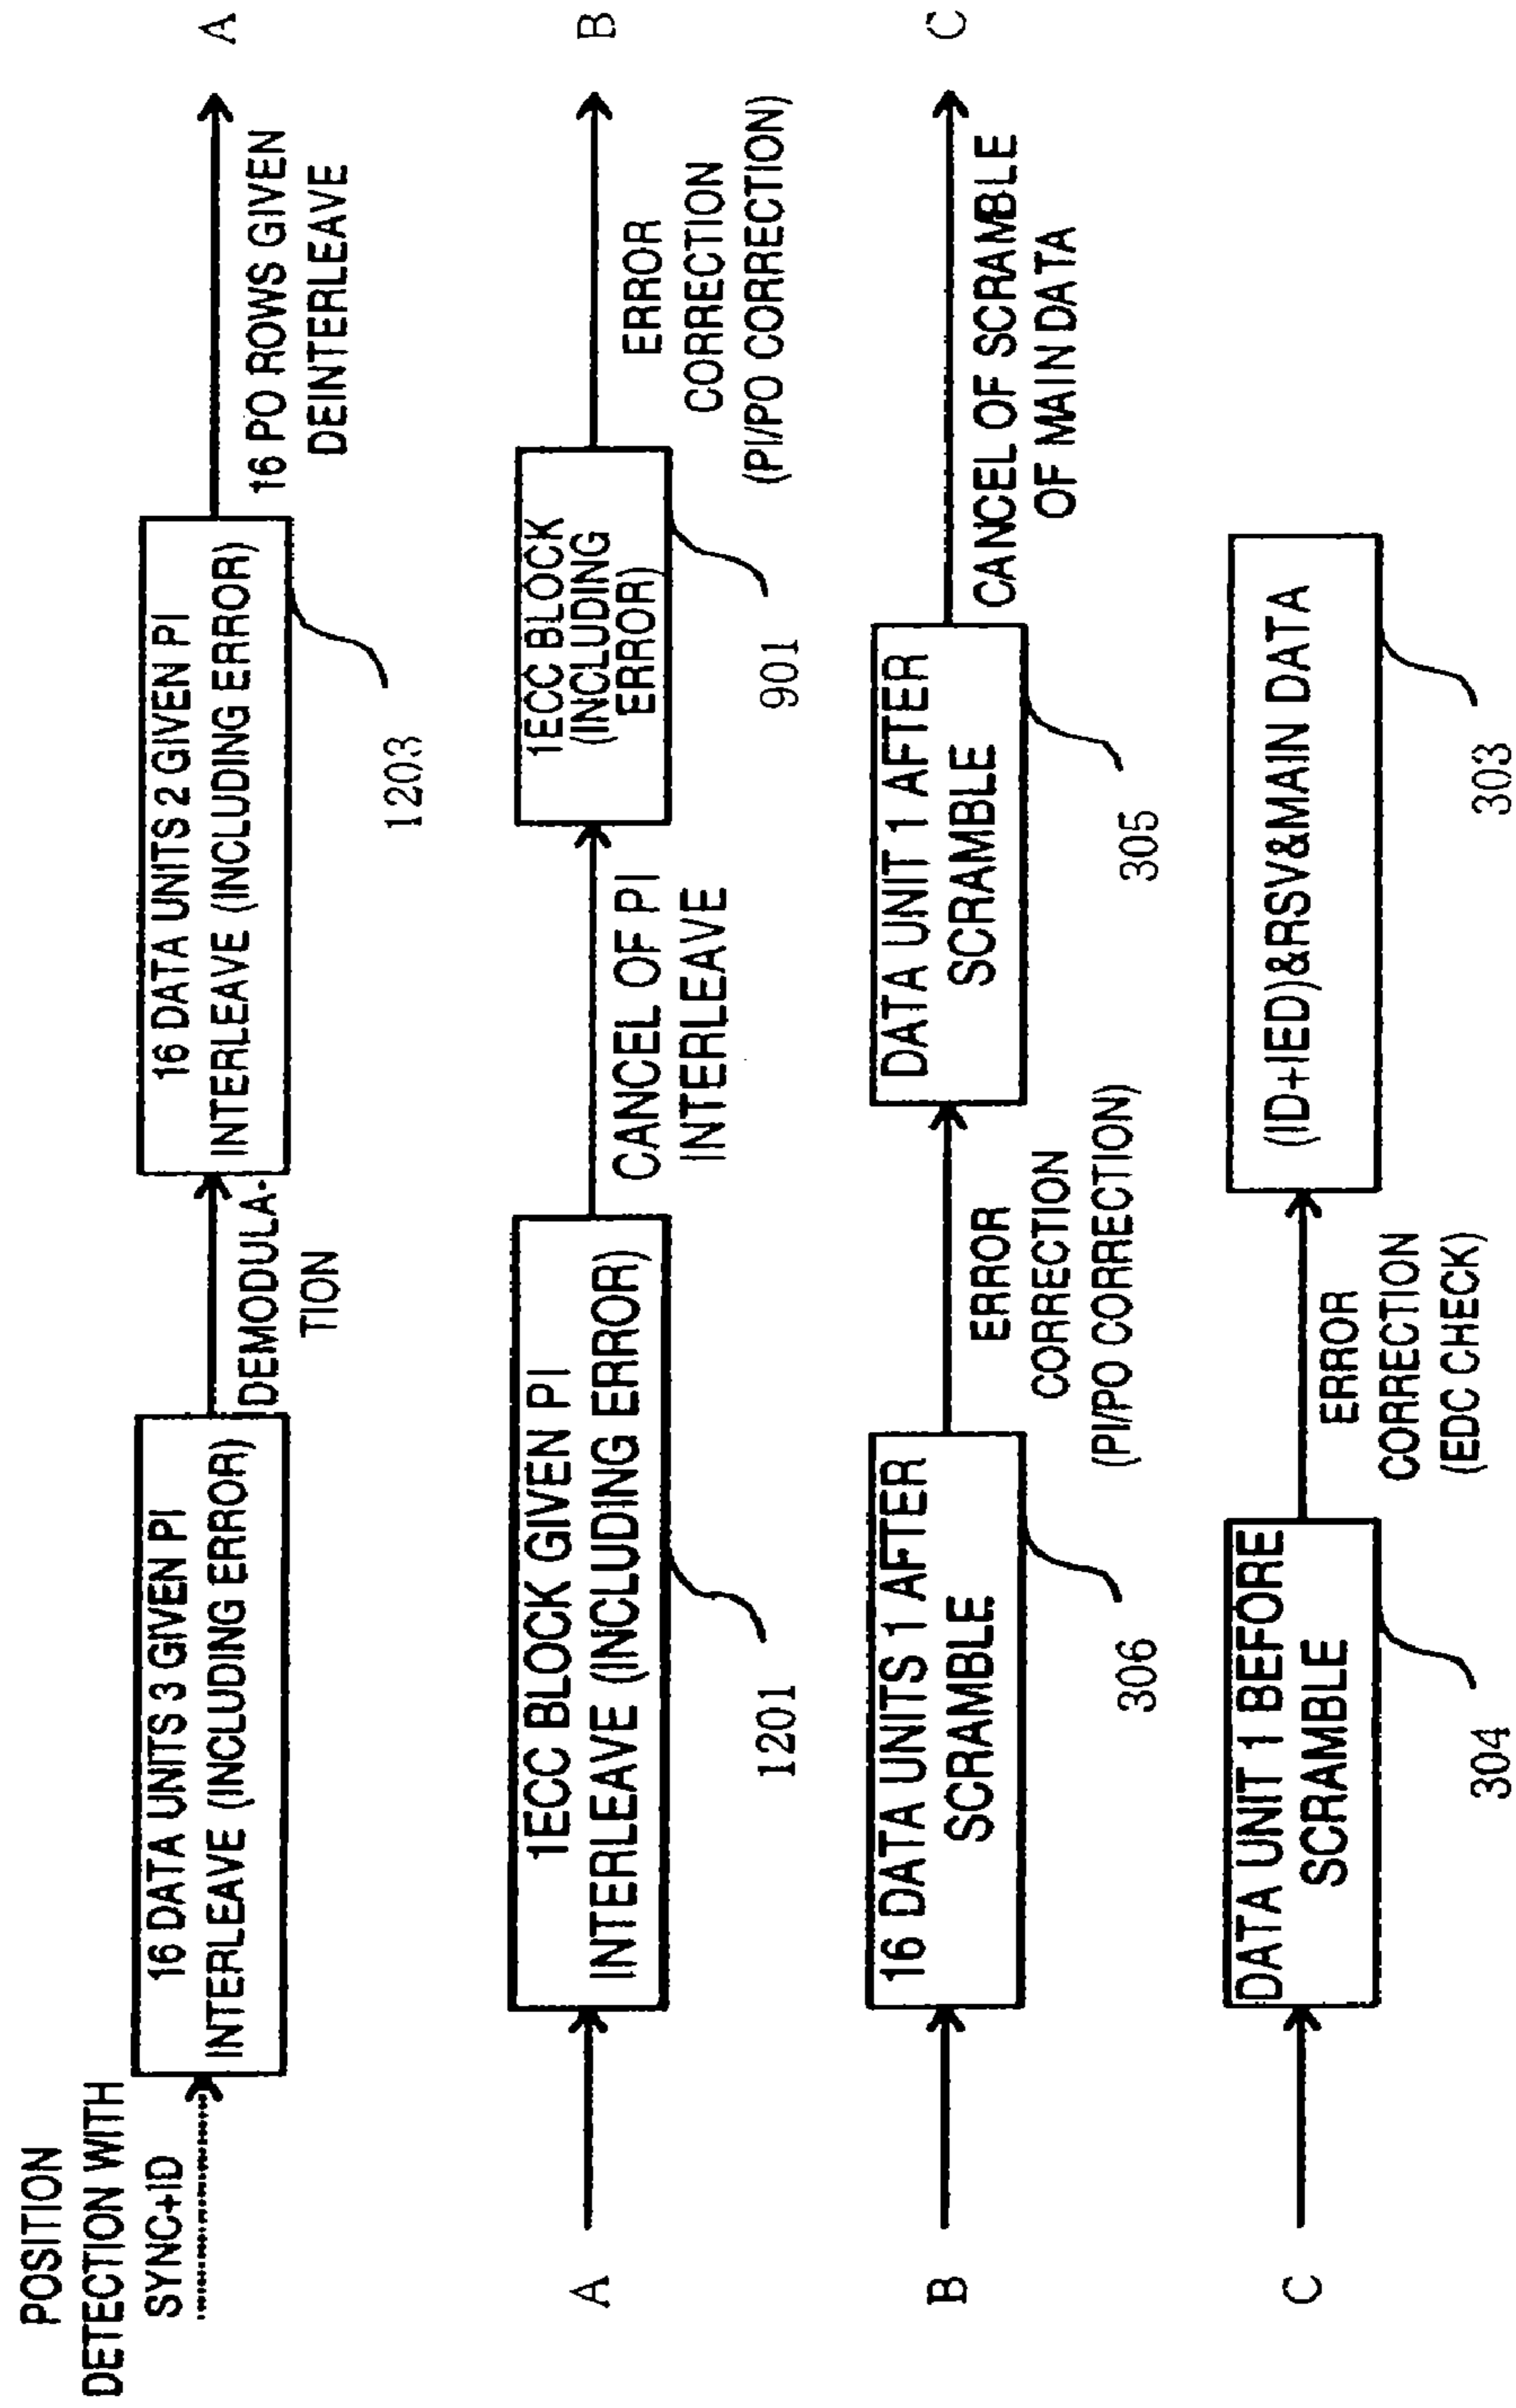 POSITION
DETECTION WITH
SYNC+ID
16 DATA UNITS 3 GIVEN PI
INTERLEAVE (INCLUDING ERROR)
DEMODULA-
TION
16 DATA UNITS 2 GIVEN PI
INTERLEAVE (INCLUDING ERROR)
1203
16 PO ROWS GIVEN
DEINTERLEAVE
A
A
1ECC BLOCK GIVEN PI
INTERLEAVE (INCLUDING ERROR)
1201
CANCEL OF PI
INTERLEAVE
1ECC BLOCK
(INCLUDING
ERROR)
901
ERROR
CORRECTION
(PI/PO CORRECTION)
B
B
16 DATA UNITS 1 AFTER
SCRAMBLE
306
ERROR
CORRECTION
(PI/PO CORRECTION)
DATA UNIT 1 AFTER
SCRAMBLE
305
CANCEL OF SCRAMBLE
OF MAIN DATA
C
C
DATA UNIT 1 BEFORE
SCRAMBLE
304
ERROR
CORRECTION
(EDC CHECK)
(ID+IED)&RSV&MAIN DATA
303